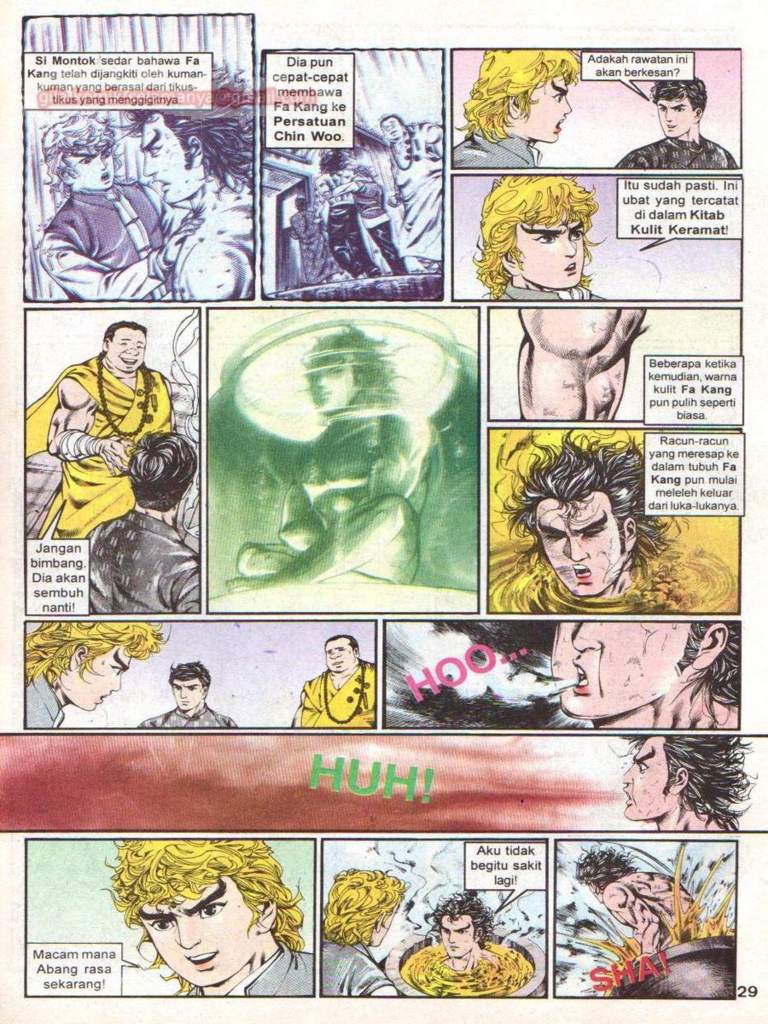 Si Montok sedar bahawa Fa
Kang telah dijangkiti oleh kuman-
kuman yang berasal dari tikus-
tikus yang menggigitnya.
Dia pun
cepat-cepat
membawa
Fa Kang ke
Persatuan
Chin Woo.
Adakah rawatan ini
akan berkesan?
Itu sudah pasti. Ini
ubat yang tercatat
di dalam Kitab
Kulit Keramat!
Jangan
bimbang.
Dia akan
sembuh
nanti!
Beberapa ketika
kemudian, warna
kulit Fa Kang
pun pulih seperti
biasa.
Racun-racun
yang meresap ke
dalam tubuh Fa
Kang pun mulai
meleleh keluar
dari luka-lukanya.
HOO...
HUH!
Macam mana
Abang rasa
sekarang!
Aku tidak
begitu sakit
lagi!
SHA!
29